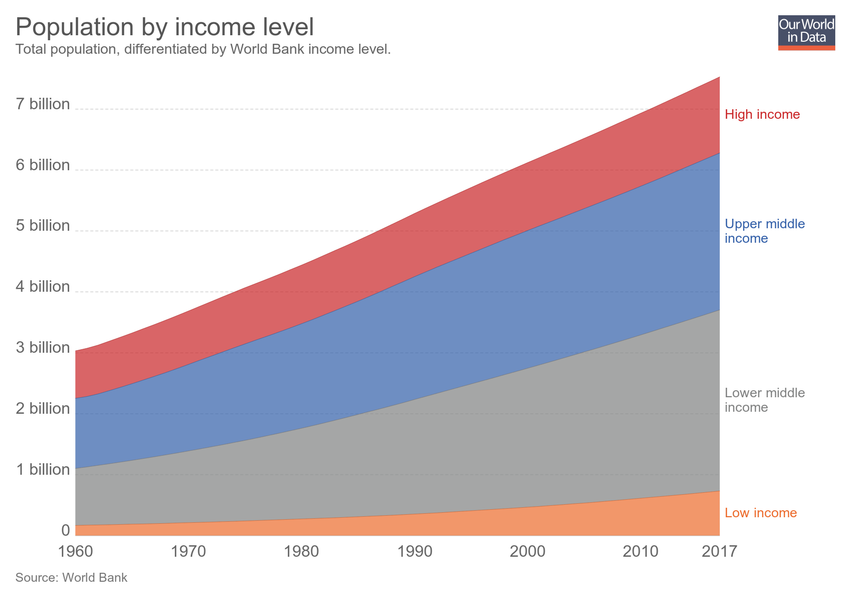 Population by income level
Total population, differentiated by World Bank income level.
Our World
in Data
7 billion
6 billion
5 billion
4 billion
3 billion
2 billion
1 billion
0
High income
Upper middle
income
Lower middle
income
Low income
1960 1970 1980 1990 2000 2010 2017
Source: World Bank